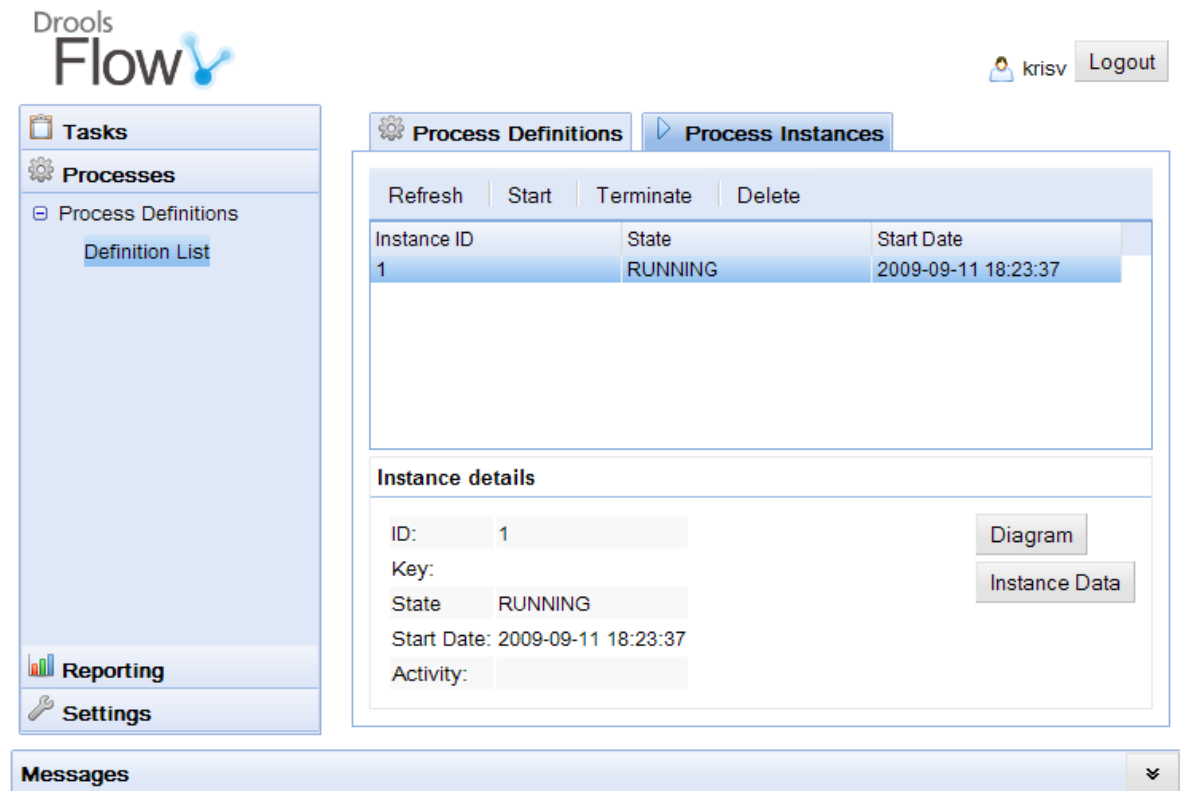 Drools
Flow
krisv Logout
Tasks
Processes
Process Definitions
Definition List
Reporting
Settings
Process Definitions Process Instances
Refresh Start Terminate Delete
Instance ID State Start Date
1 RUNNING 2009-09-11 18:23:37
Instance details
ID: 1
Key:
State RUNNING
Start Date: 2009-09-11 18:23:37
Activity:
Diagram
Instance Data
Messages